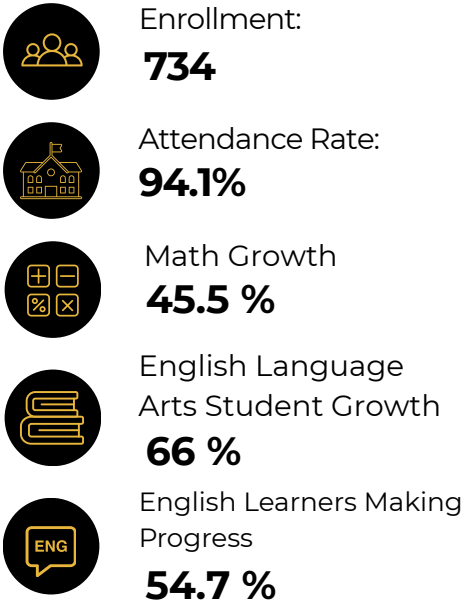 Enrollment:
734
Attendance Rate:
94.1%
Math Growth
45.5 %
English Language
Arts Student Growth
66 %
English Learners Making
Progress
ENG
54.7 %